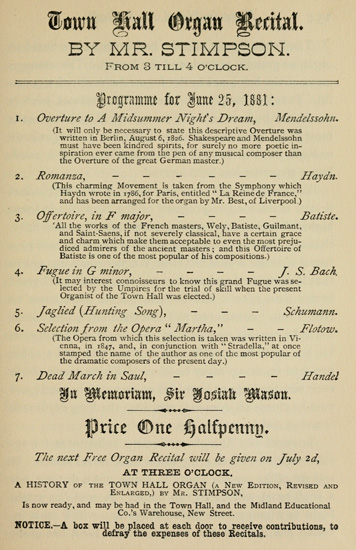 Town Hall Organ Recital.
BY MR. STIMPSON.
FROM 3 TILL 4 O'CLOCK.
Programme for June 25, 1881:
1. Overture to A Midsummer Night's Dream, Mendelssohn.
(It will only be necessary to state this descriptive Overture was
written in Berlin, August 6, 1826. Shakespeare and Mendelssohn
must have been kindred spirits, for surely no more poetic in-
spiration ever came from the pen of any musical composer than
the Overture of the great German master.)
2. Romanza, – – – – – – Haydn.
(This charming Movement is taken from the Symphony which
Haydn wrote in 1786, for Paris, entitled "La Reine de France,"
and has been arranged for the organ by Mr. Best, of Liverpool.)
3. Offertoire, in F major, – – – – Batiste.
'All the works of the French masters, Wely, Batiste, Guilmant,
and Saint-Saens, if not severely classical, have a certain grace
and charm which make them acceptable to even the most preju-
diced admirers of the ancient masters; and this Offertoire of
Batiste is one of the most popular of his compositions.)
4. Fugue in G minor, – – – – J. S. Bach.
(It may interest connoisseurs to know this grand Fugue was se-
lected by the Umpires for the trial of skill when the present
Organist of the Town Hall was elected.)
5. Jaglied (Hunting Song), – – – Schumann.
6. Selection from the Opera "Martha," – – Flotow.
(The Opera from which this selection is taken was written in Vi-
enna, in 1847, and, in conjunction with "Stradella," at once
stamped the name of the author as one of the most popular of
the dramatic composers of the present day.)
7. Dead March in Saul, – – – – – Handel
In Memoriam, Sir Josiah Mason.
Price One Halfpenny.
The next Free Organ Recital will be given on July 2d,
AT THREE O'CLOCK.
A HISTORY OF THE TOWN HALL ORGAN (A NEW EDITION, REVISED AND
ENLARGED,) BY MR. STIMPSON,
Is now ready, and may be had in the Town Hall, and the Midland Educational
Co.'s Warehouse, New Street.
NOTICE.—A box will be placed at each door to receive contributions, to
defray the expenses of these Recitals.